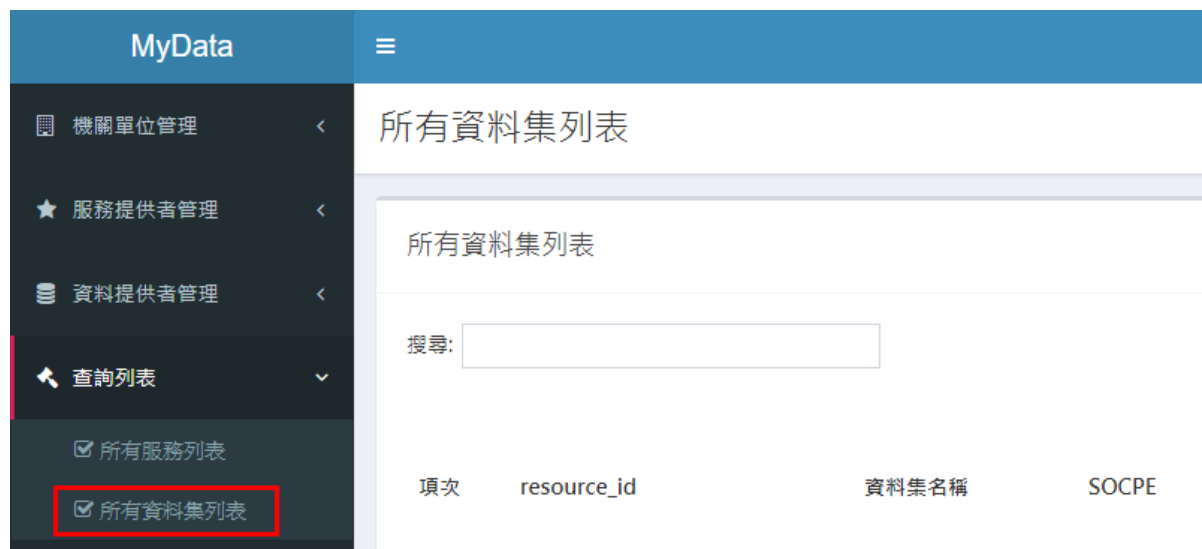 MyData
機關單位管理
服務提供者管理
資料提供者管理
查詢列表
所有服務列表
所有資料集列表
所有資料集列表
所有資料集列表
搜尋:
項次 resource_id 資料集名稱 SOCPE